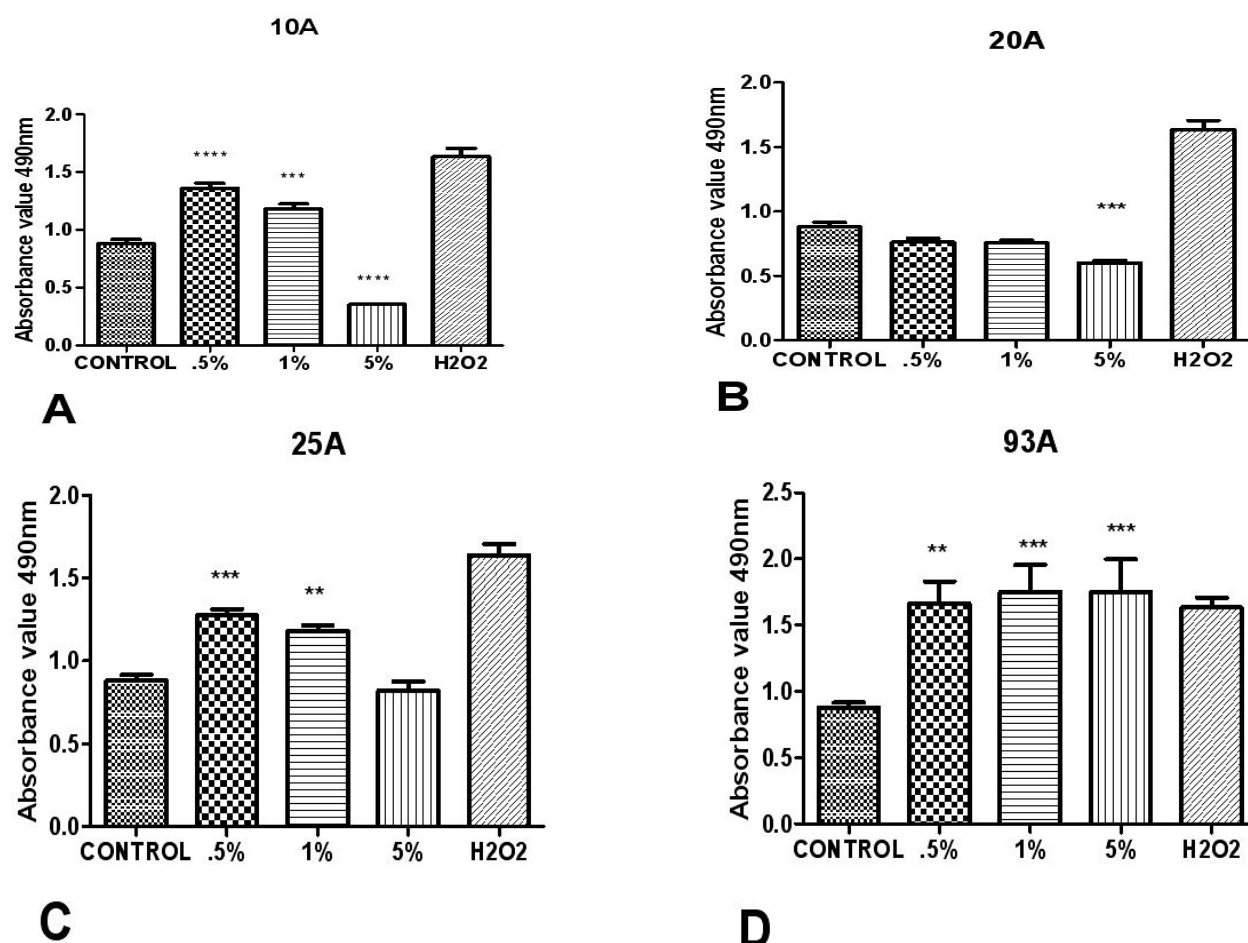 10A
Absorbance value 490nm
2.0
1.5
1.0
0.5
0.0
****
***
****
CONTROL .5% 1% 5% H2O2
A
20A
Absorbance value 490nm
2.0
1.5
1.0
0.5
0.0
***
CONTROL .5% 1% 5% H2O2
B
25A
Absorbance value 490nm
2.0
1.5
1.0
0.5
0.0
***
**
CONTROL .5% 1% 5% H2O2
C
93A
Absorbance value 490nm
2.5
2.0
1.5
1.0
0.5
0.0
**
***
***
CONTROL .5% 1% 5% H2O2
D